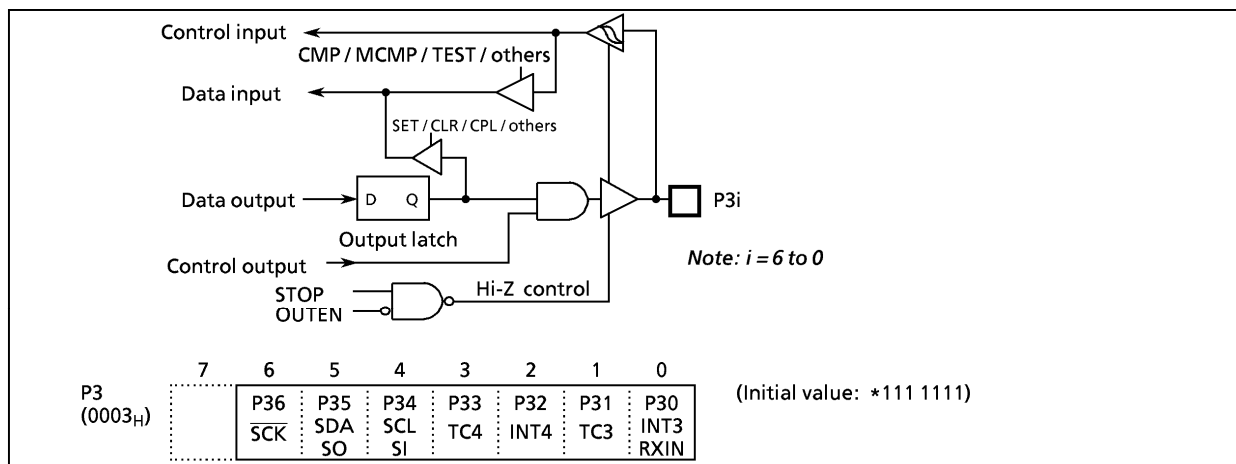 Control input
CMP / MCMP / TEST / others
Data input
SET / CLR / CPL / others
Data output
D Q
P3i
Output latch
Note: i = 6 to 0
Control output
STOP
Hi-Z control
OUTEN
7 6 5 4 3 2 1 0
P3
(0003H)
P36 P35 P34 P33 P32 P31 P30
SCK SDA SCL TC4 INT4 TC3 INT3
SO SI RXIN
(Initial value: *111 1111)